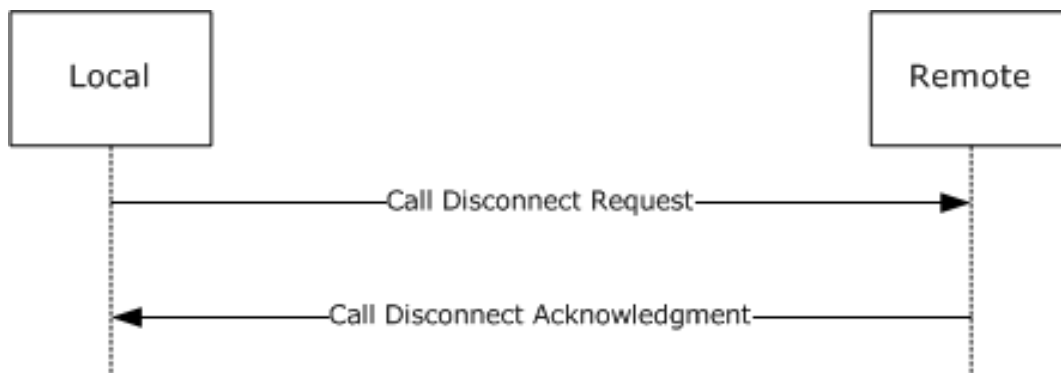 Local
Remote
Call Disconnect Request
Call Disconnect Acknowledgment